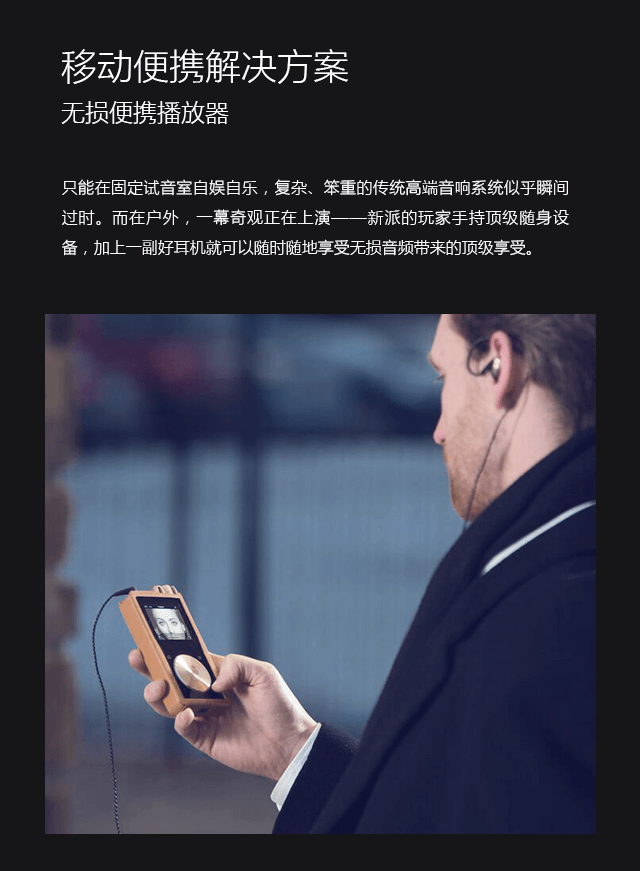 移动便携解决方案
无损便携播放器
只能在固定试音室自娱自乐，复杂、笨重的传统高端音响系统似乎瞬间
过时。而在户外，一幕奇观正在上演——新派的玩家手持顶级随身设
备，加上一副好耳机就可以随时随地享受无损音频带来的顶级享受。